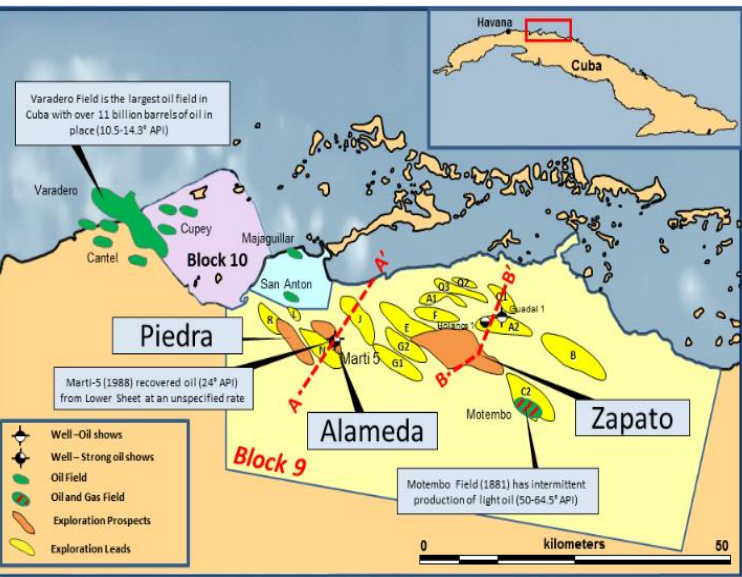 Havana
Cuba
Varadero Field is the largest oil field in
Cuba with over 11 billion barrels of oil in
place (10.5-14.3° API)
Varadero
Cupey
Cantel
Block 10
Majaguillar
San Anton
A'
B'
Q3
Q2
A1
O1
Guadal 1
F
A2
E
J
L
R
N
G2
G1
B
C2
Piedra
Marti 5
Marti-5 (1988) recovered oil (24° API)
from Lower Sheet at an unspecified rate
A
B
Alameda
Motembo
Zapato
Block 9
Motembo Field (1881) has intermittent
production of light oil (50-64.5° API)
Well–Oil shows
Well – Strong oil shows
Oil Field
Oil and Gas Field
Exploration Prospects
Exploration Leads
0 kilometers 50